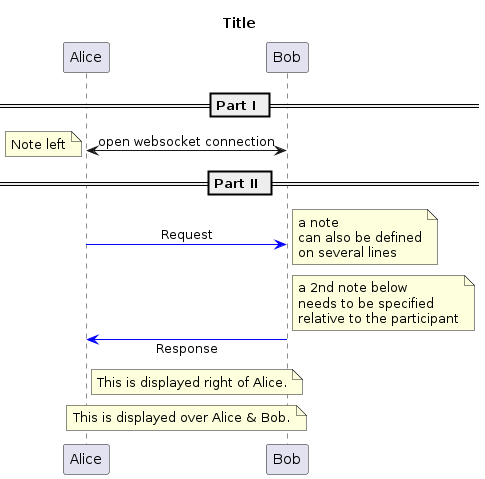 Title
Alice
Bob
Part I
Note left
open websocket connection
Part II
Request
a note
can also be defined
on several lines
a 2nd note below
needs to be specified
relative to the participant
Response
This is displayed right of Alice.
This is displayed over Alice & Bob.
Alice
Bob